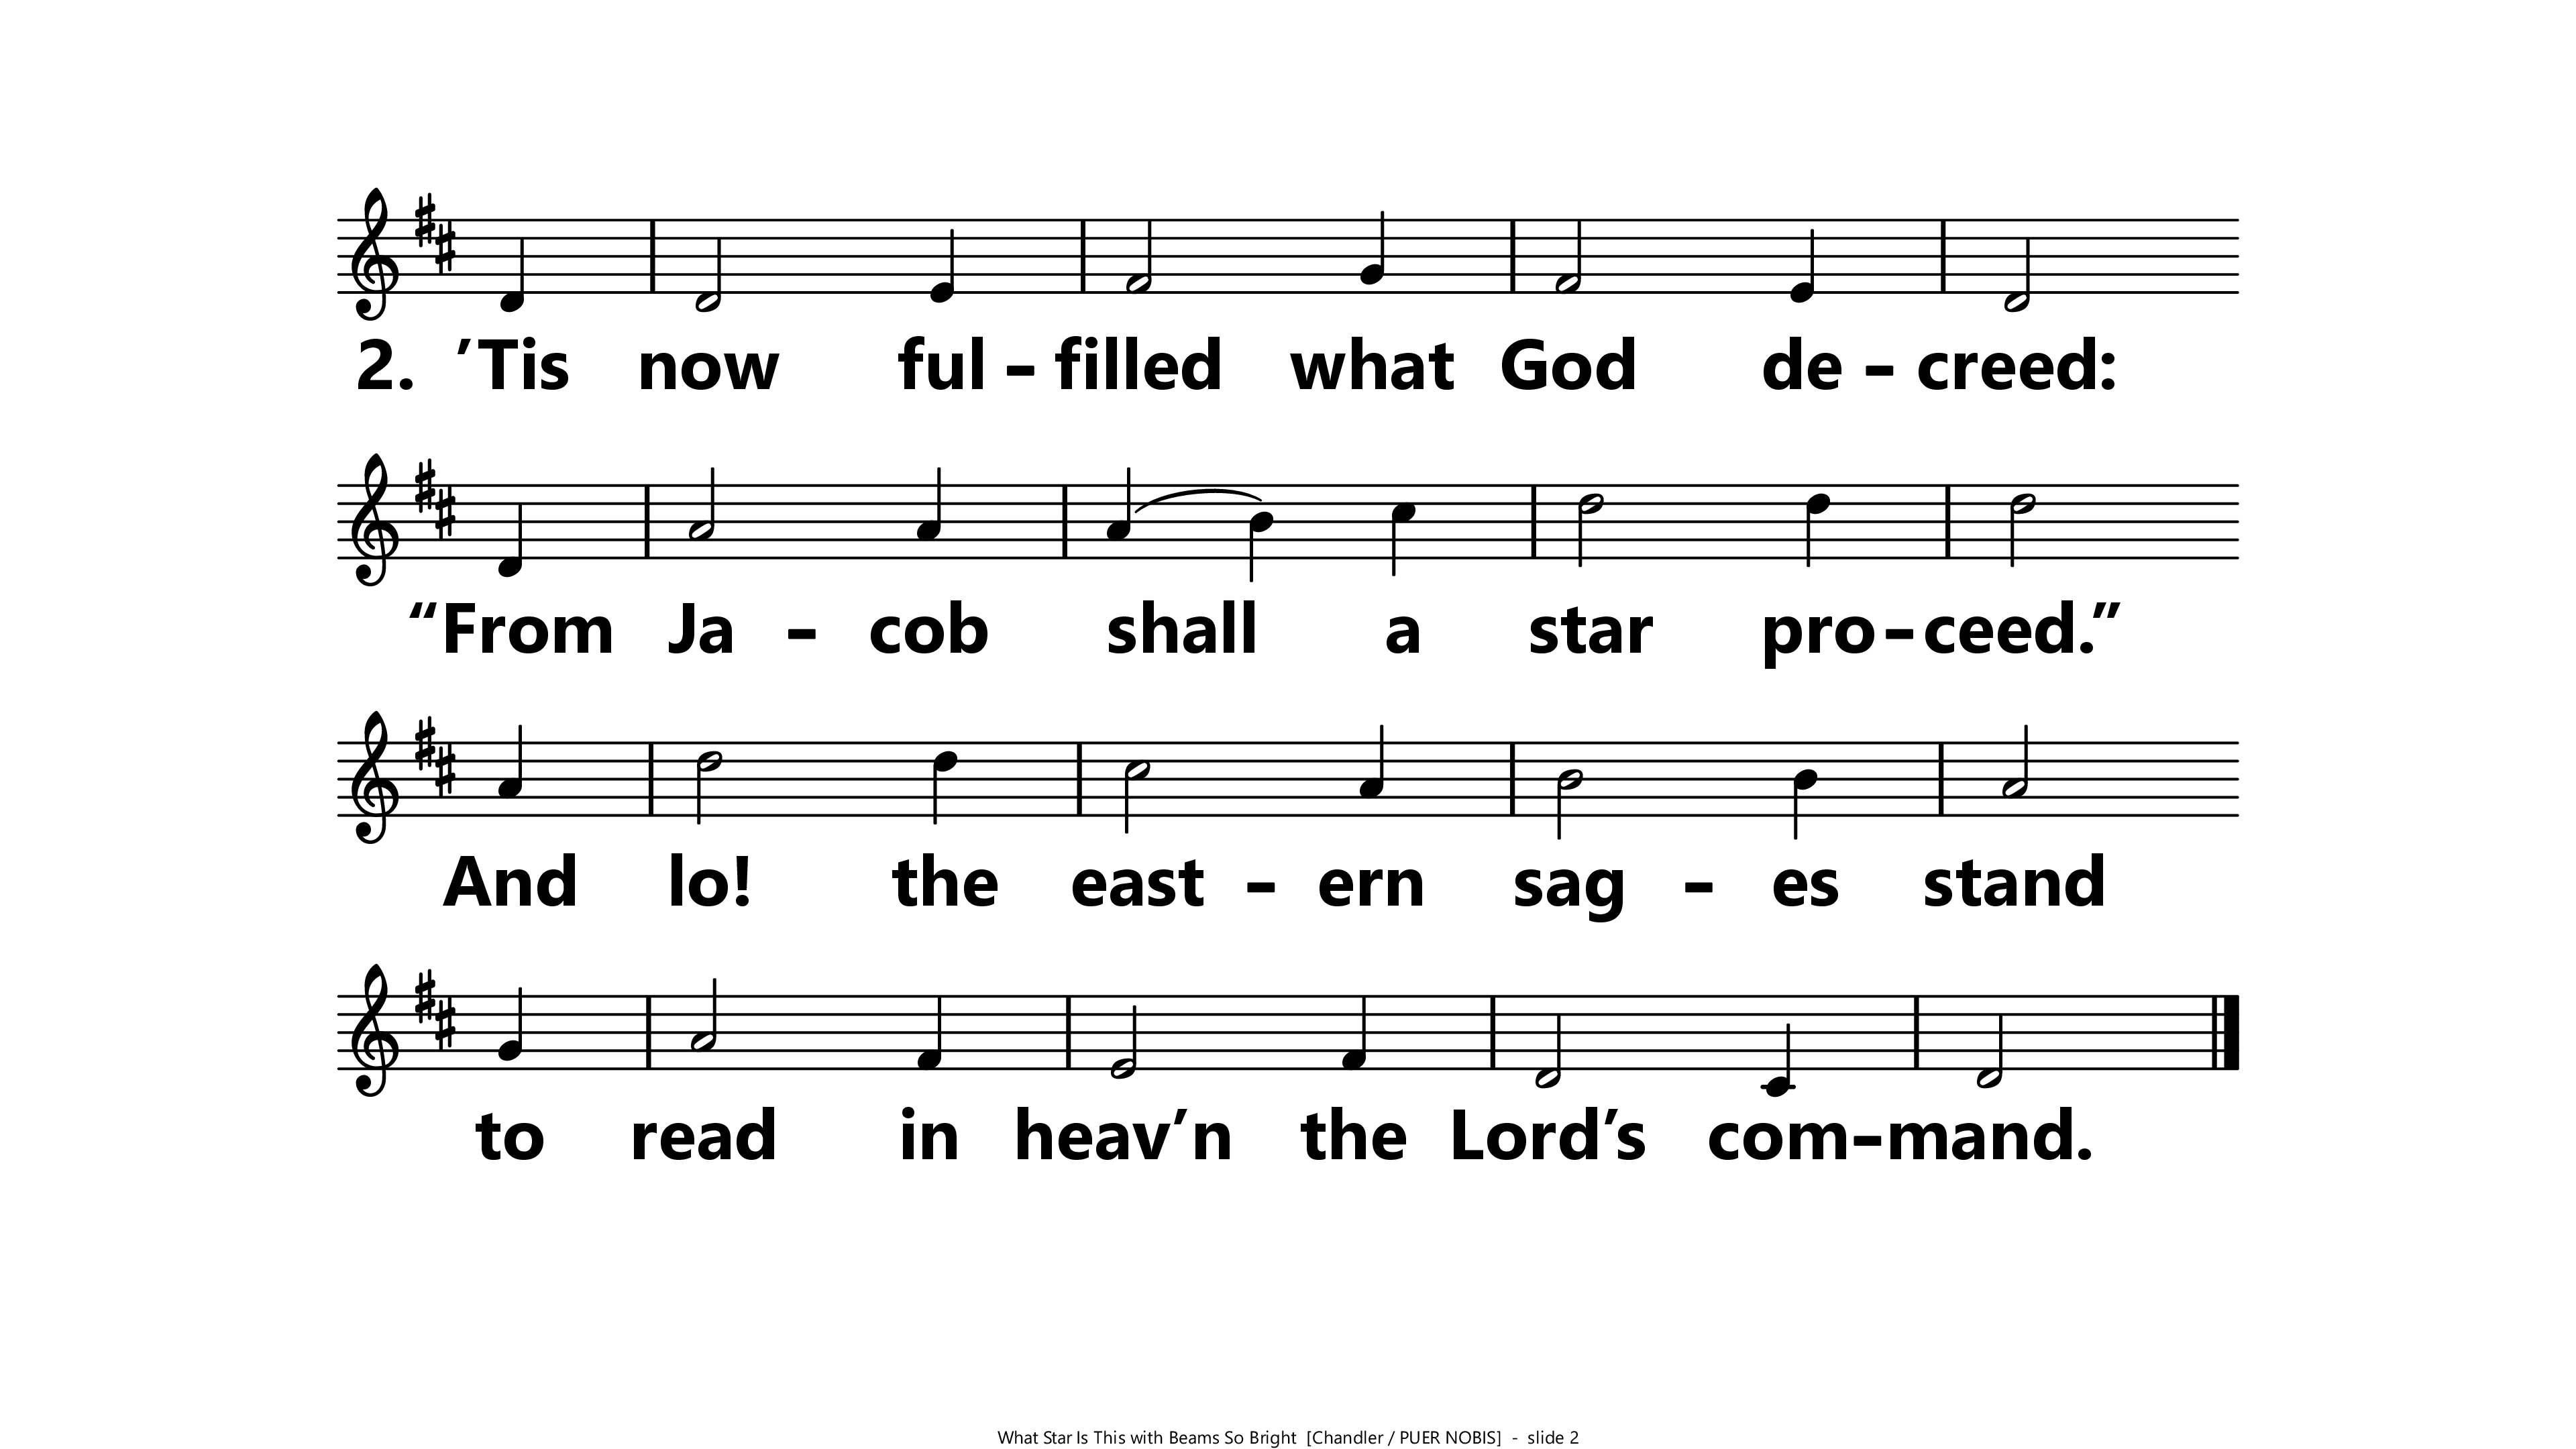 2. ’Tis now ful-filled what God de-creed:
“From Ja-cob shall a star pro-ceed.”
And lo! the east-ern sag-es stand
to read in heav’n the Lord’s com-mand.
What Star Is This with Beams So Bright [Chandler / PUER NOBIS] - slide 2